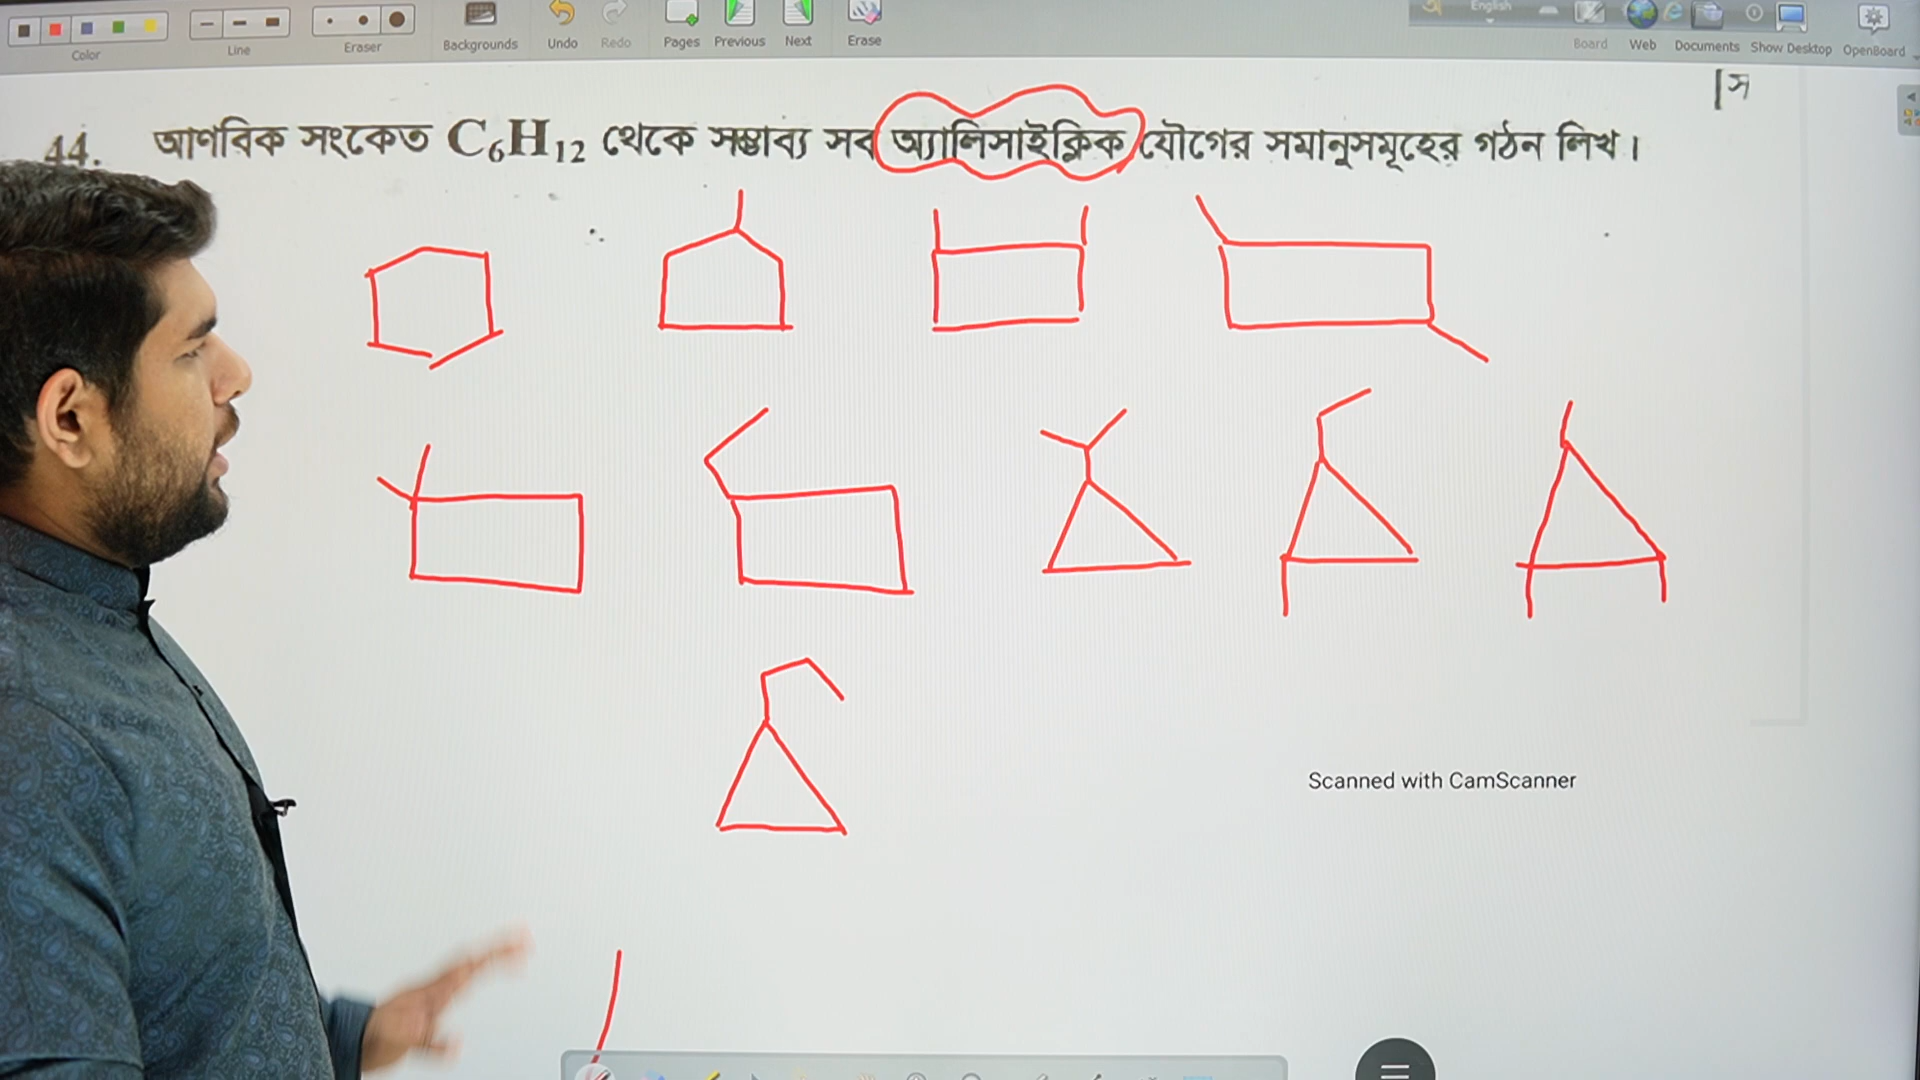 Color
Line
Eraser
Backgrounds
Undo
Redo
Pages
Previous
Next
Erase
English
Board
Web
Documents
Show Desktop
OpenBoard
[স
44. আণবিক সংকেত C₆H₁₂ থেকে সম্ভাব্য সব অ্যালিসাইক্লিক যৌগের সমানুসমূহের গঠন লিখ।
Scanned with CamScanner